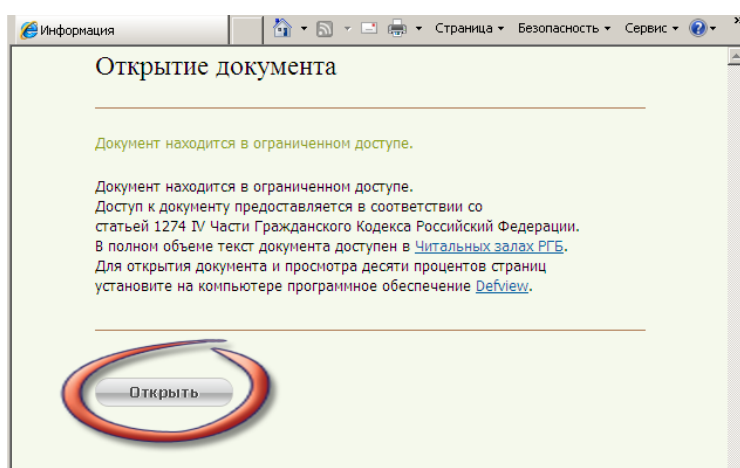 Информация
Страница Безопасность Сервис
Открытие документа
Документ находится в ограниченном доступе.
Документ находится в ограниченном доступе.
Доступ к документу предоставляется в соответствии со
статьей 1274 IV Части Гражданского Кодекса Российский Федерации.
В полном объеме текст документа доступен в Читальных залах РГБ.
Для открытия документа и просмотра десяти процентов страниц
установите на компьютере программное обеспечение Defview.
Открыть